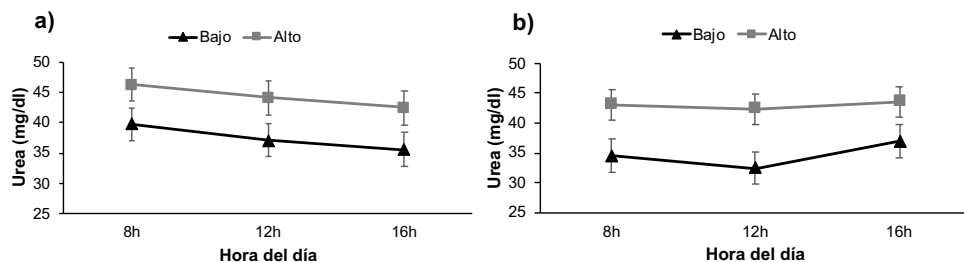 a)
Bajo Alto
Urea (mg/dl)
50
45
40
35
30
25
8h 12h 16h
Hora del día
b)
Bajo Alto
Urea (mg/dl)
50
45
40
35
30
25
8h 12h 16h
Hora del día